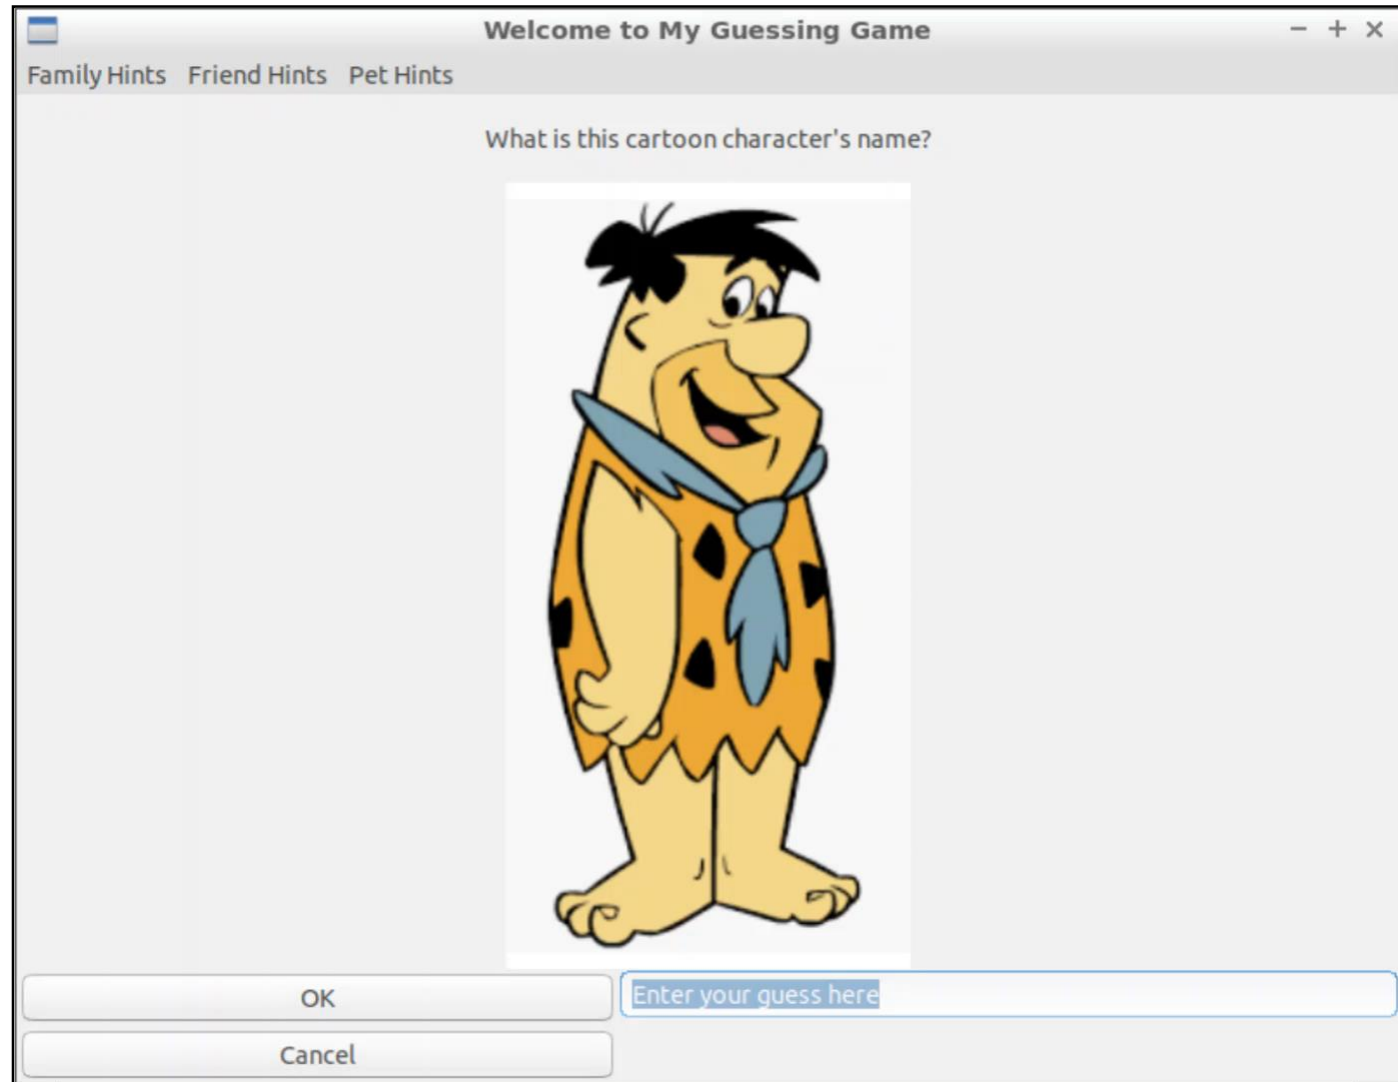 Welcome to My Guessing Game
Family Hints Friend Hints Pet Hints
What is this cartoon character's name?
OK
Enter your guess here
Cancel